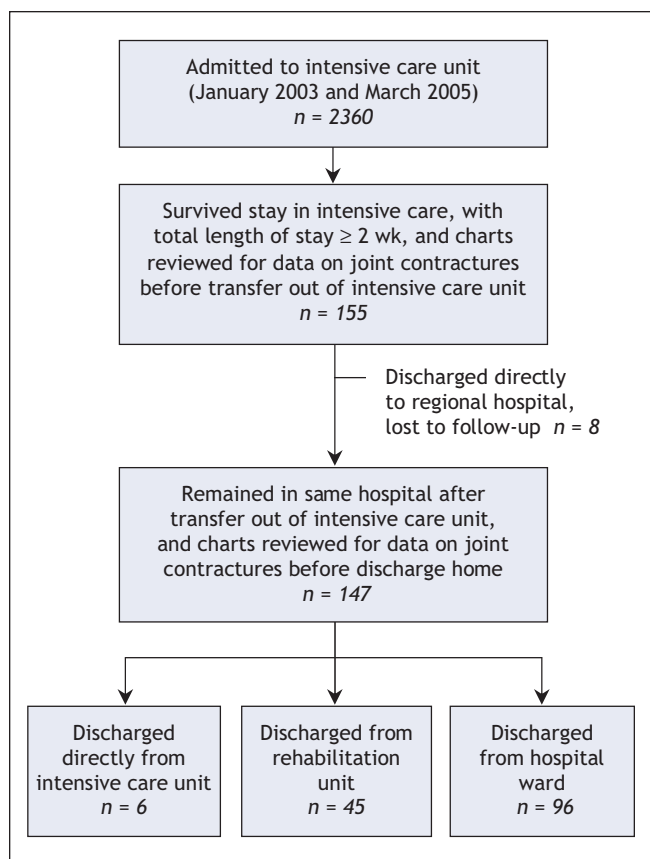 Admitted to intensive care unit
(January 2003 and March 2005)
n = 2360
Survived stay in intensive care, with
total length of stay ≥ 2 wk, and charts
reviewed for data on joint contractures
before transfer out of intensive care unit
n = 155
Discharged directly
to regional hospital,
lost to follow-up n = 8
Remained in same hospital after
transfer out of intensive care unit,
and charts reviewed for data on joint
contractures before discharge home
n = 147
Discharged
directly from
intensive care unit
n = 6
Discharged from
rehabilitation
unit
n = 45
Discharged
from hospital
ward
n = 96